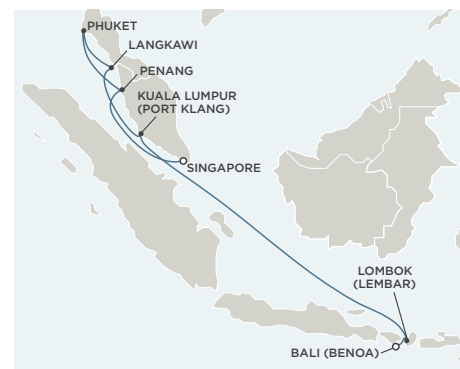 PHUKET
LANGKAWI
PENANG
KUALA LUMPUR
(PORT KLANG)
SINGAPORE
LOMBOK
(LEMBAR)
BALI (BENOA)